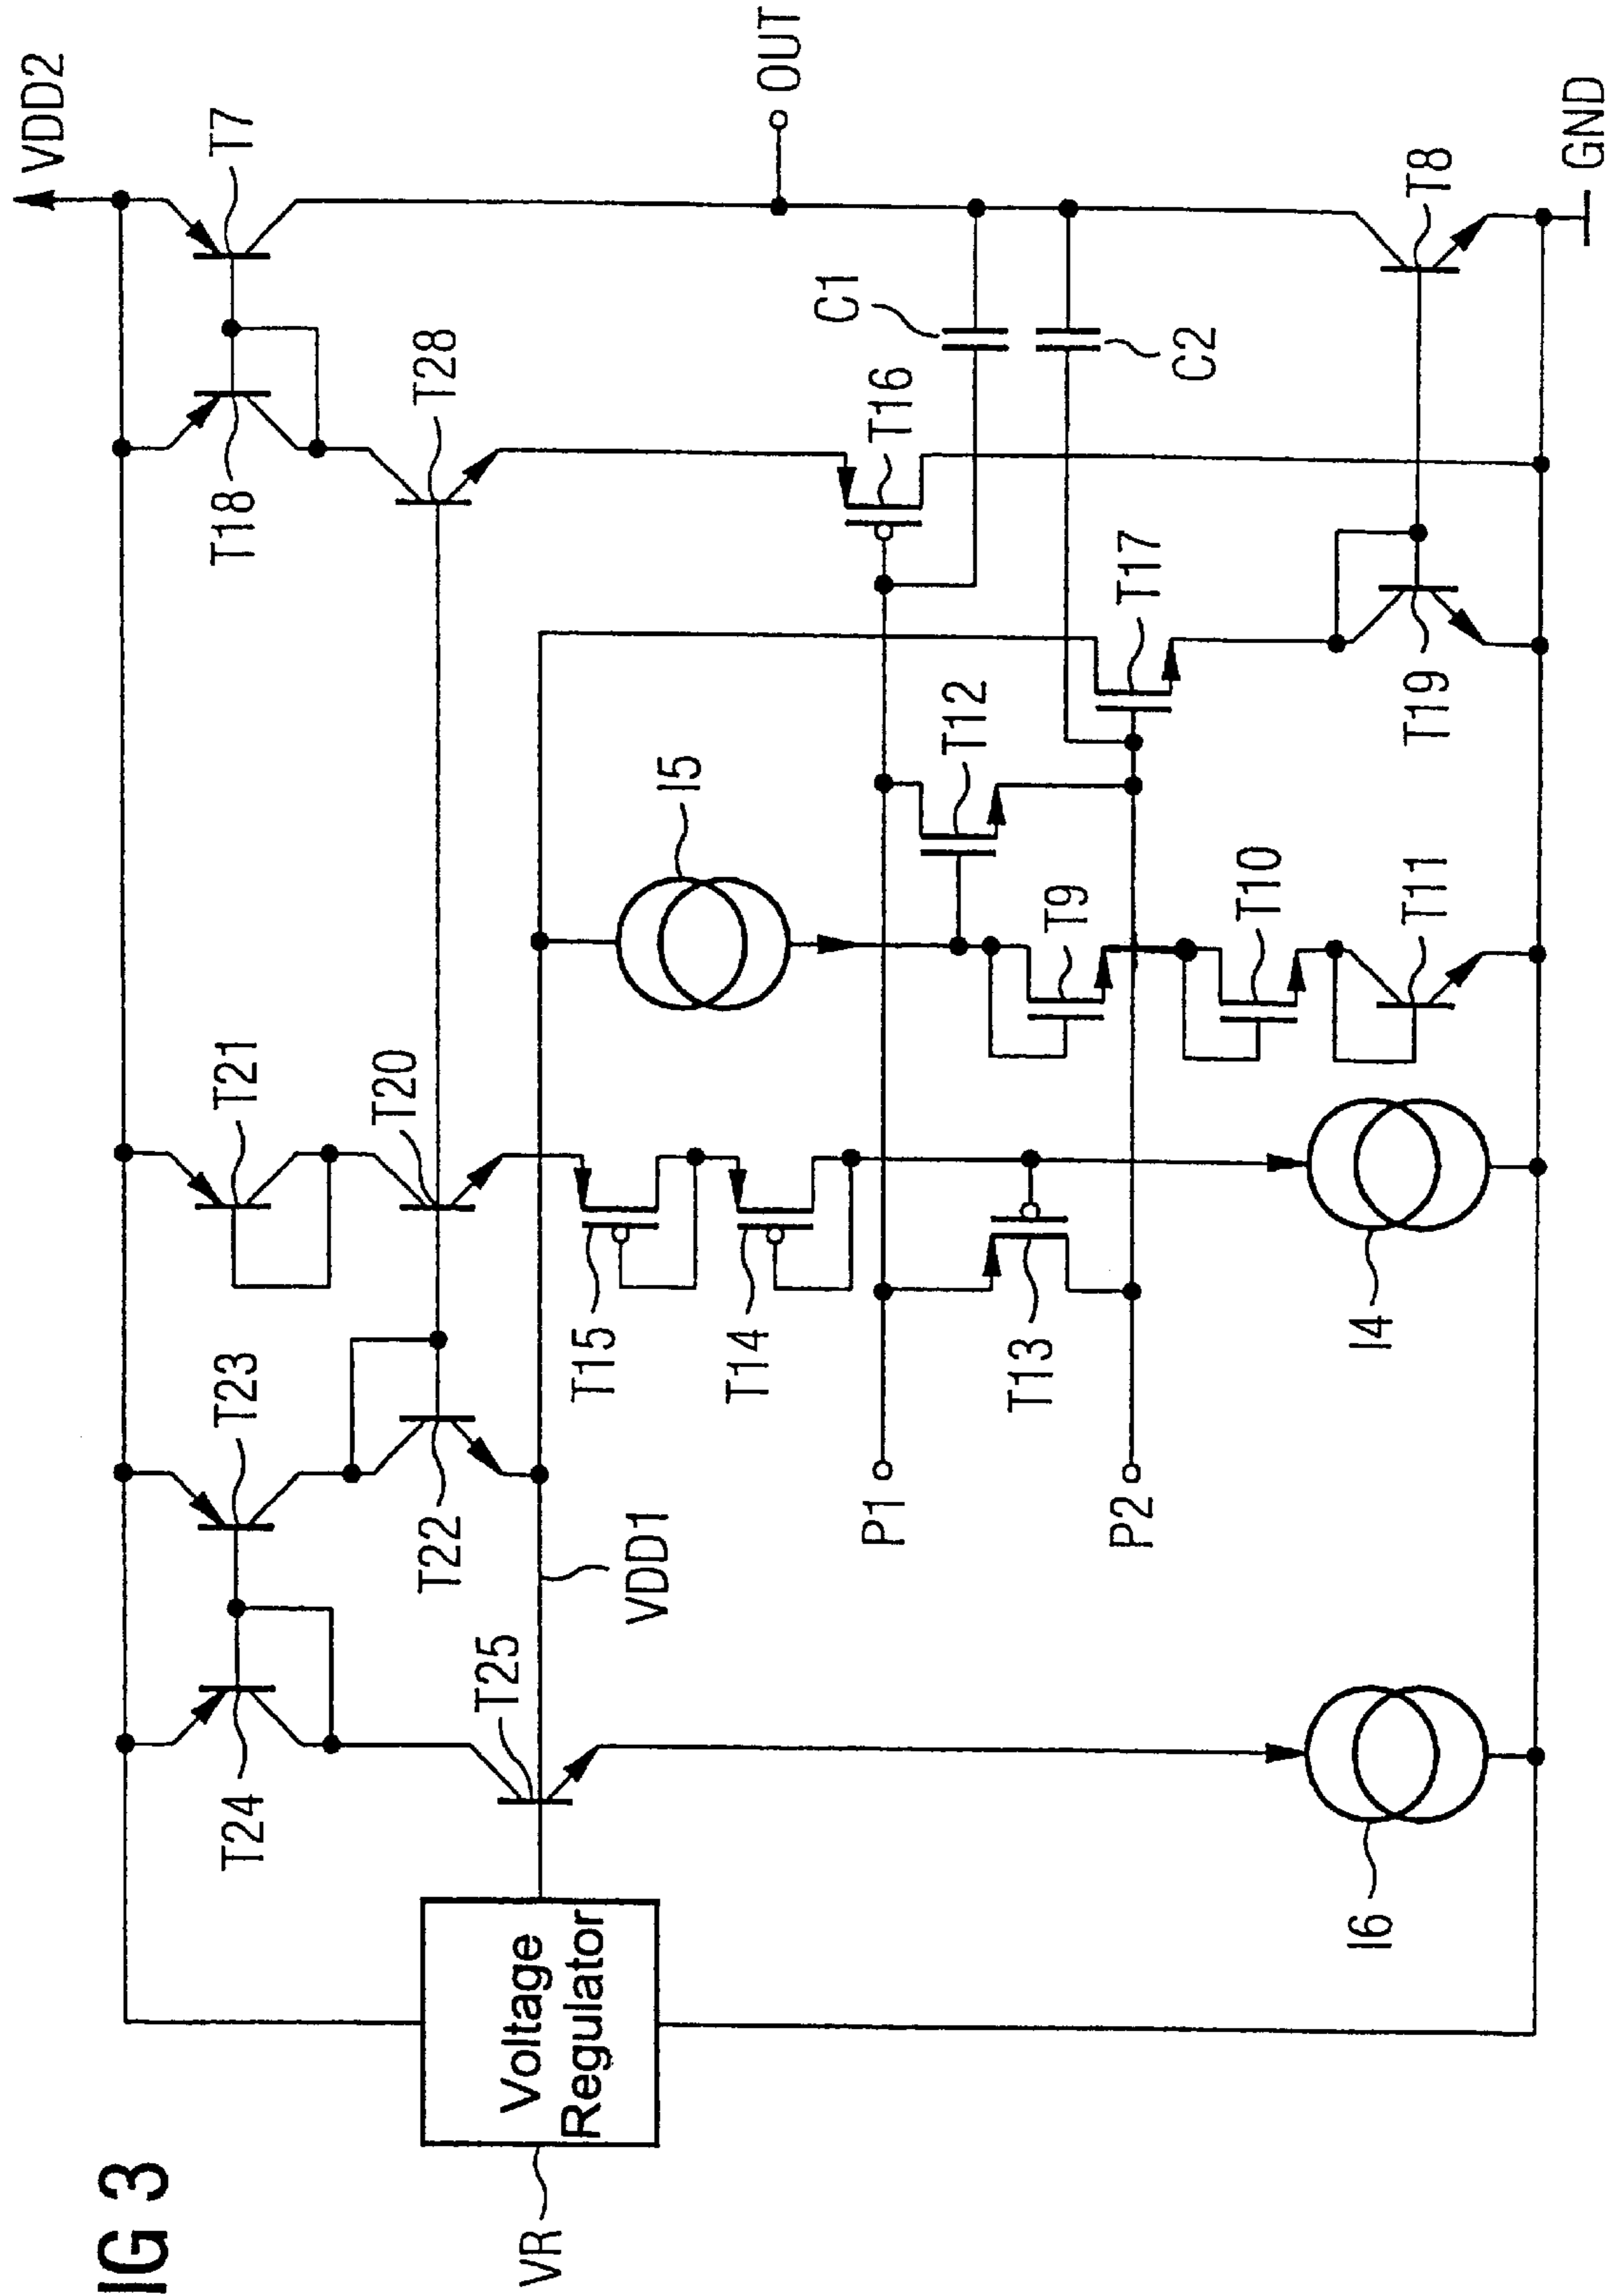 IG 3
VDD2
T7
T18
T28
T21
T20
T23
T22
T24
T25
VDD1
Voltage
Regulator
VR
OUT
C1
C2
T16
T17
T12
I5
T9
T10
T11
T15
T14
T13
P1
P2
T8
T19
I4
I6
GND